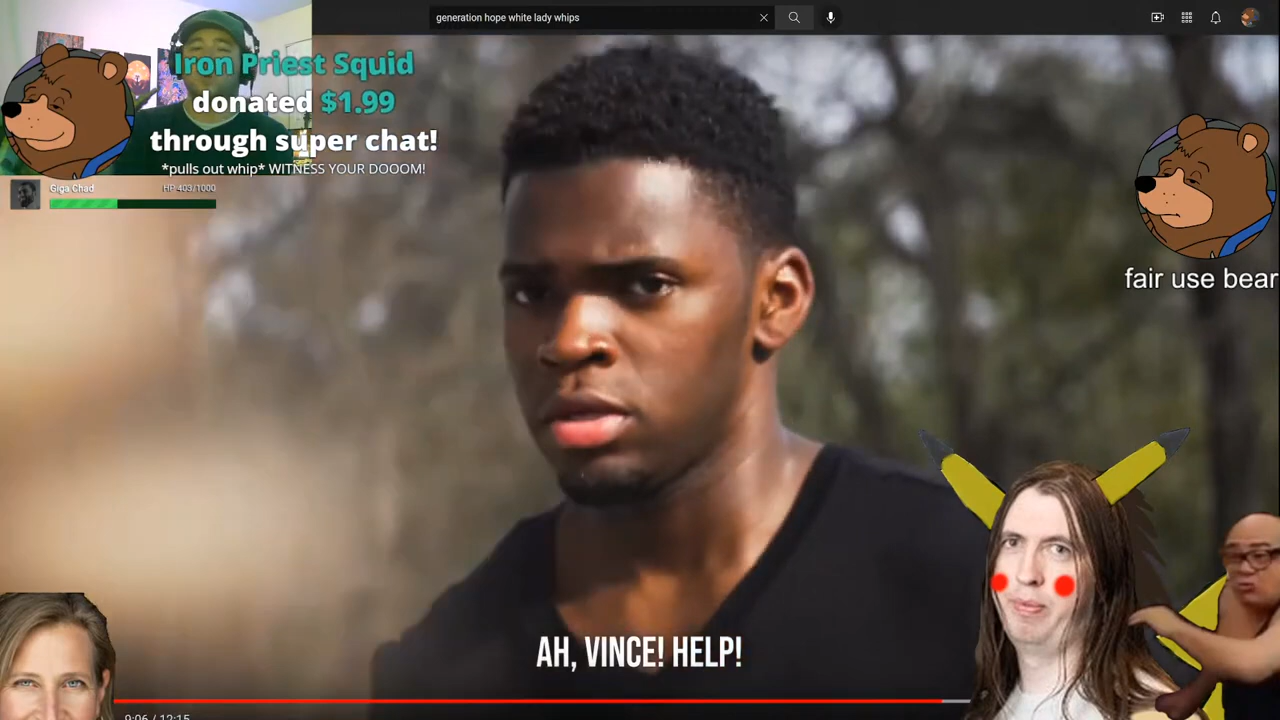 generation hope white lady whips
Iron Priest Squid
donated $1.99
through super chat!
*pulls out whip* WITNESS YOUR DOOOM!
Giga Chad HP 403/1000
fair use bear
AH, VINCE! HELP!
9:06 / 12:15